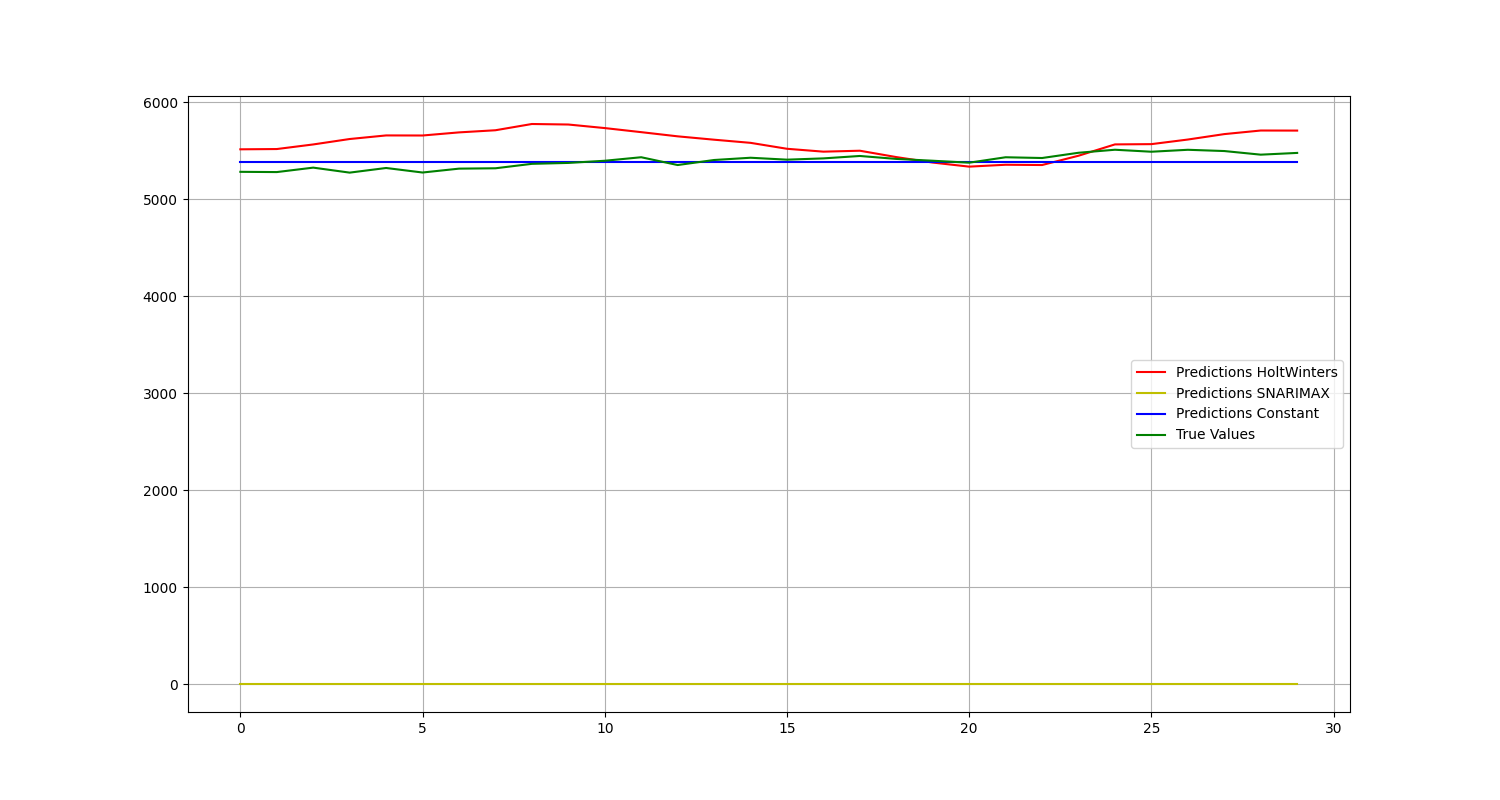 6000
5000
4000
3000
2000
1000
0
Predictions HoltWinters
Predictions SNARIMAX
Predictions Constant
True Values
0 5 10 15 20 25 30